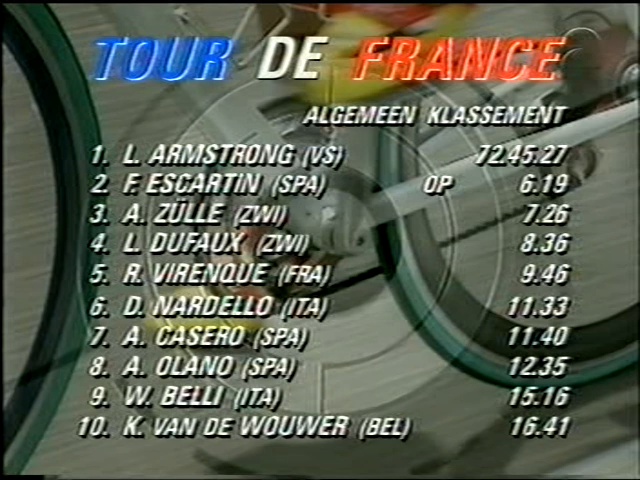 TOUR DE FRANCE
ALGEMEEN KLASSEMENT
1. L. ARMSTRONG (VS) 72.45.27
2. F. ESCARTIN (SPA) OP 6.19
3. A. ZÜLLE (ZWI) 7.26
4. L. DUFAUX (ZWI) 8.36
5. R. VIRENQUE (FRA) 9.46
6. D. NARDELLO (ITA) 11.33
7. A. CASERO (SPA) 11.40
8. A. OLANO (SPA) 12.35
9. W. BELLI (ITA) 15.16
10. K. VAN DE WOUWER (BEL) 16.41